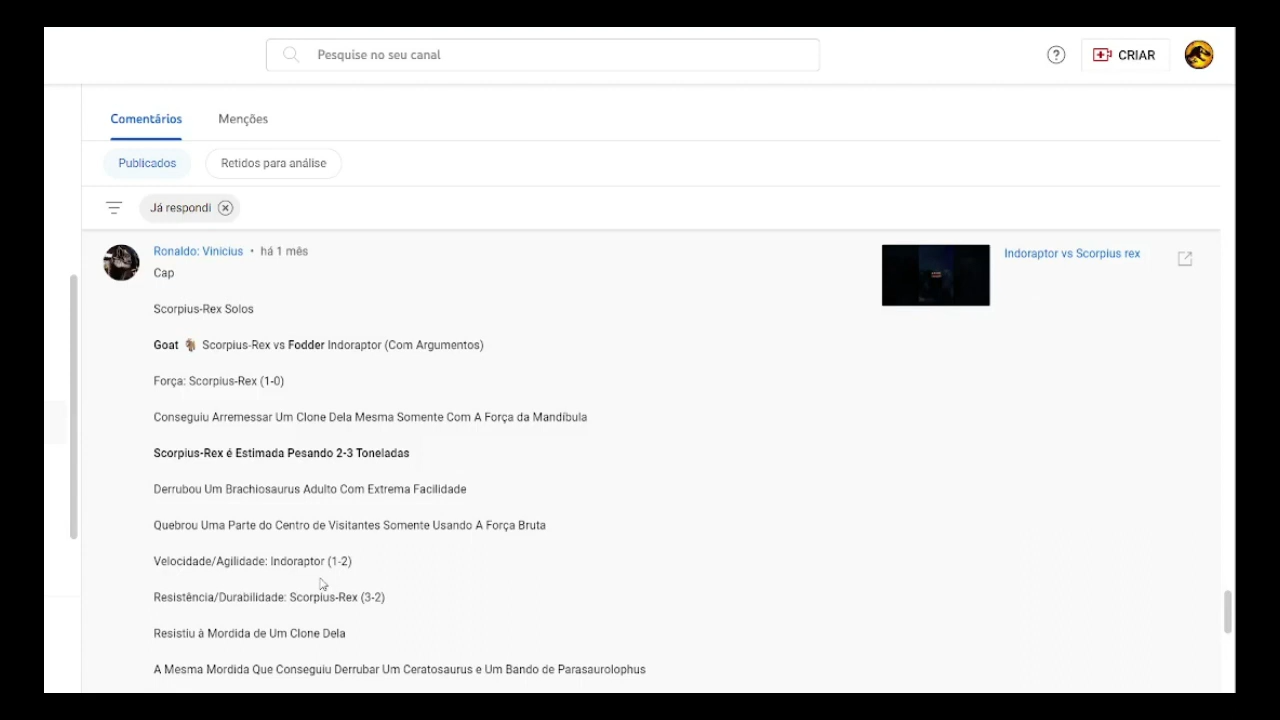 Pesquise no seu canal
CRIAR
Comentários Menções
Publicados Retidos para análise
Já respondi
Ronaldo: Vinicius • há 1 mês
Indoraptor vs Scorpius rex
Cap
Scorpius-Rex Solos
Goat 🐐 Scorpius-Rex vs Fodder Indoraptor (Com Argumentos)
Força: Scorpius-Rex (1-0)
Conseguiu Arremessar Um Clone Dela Mesma Somente Com A Força da Mandíbula
Scorpius-Rex é Estimada Pesando 2-3 Toneladas
Derrubou Um Brachiosaurus Adulto Com Extrema Facilidade
Quebrou Uma Parte do Centro de Visitantes Somente Usando A Força Bruta
Velocidade/Agilidade: Indoraptor (1-2)
Resistência/Durabilidade: Scorpius-Rex (3-2)
Resistiu à Mordida de Um Clone Dela
A Mesma Mordida Que Conseguiu Derrubar Um Ceratosaurus e Um Bando de Parasaurolophus